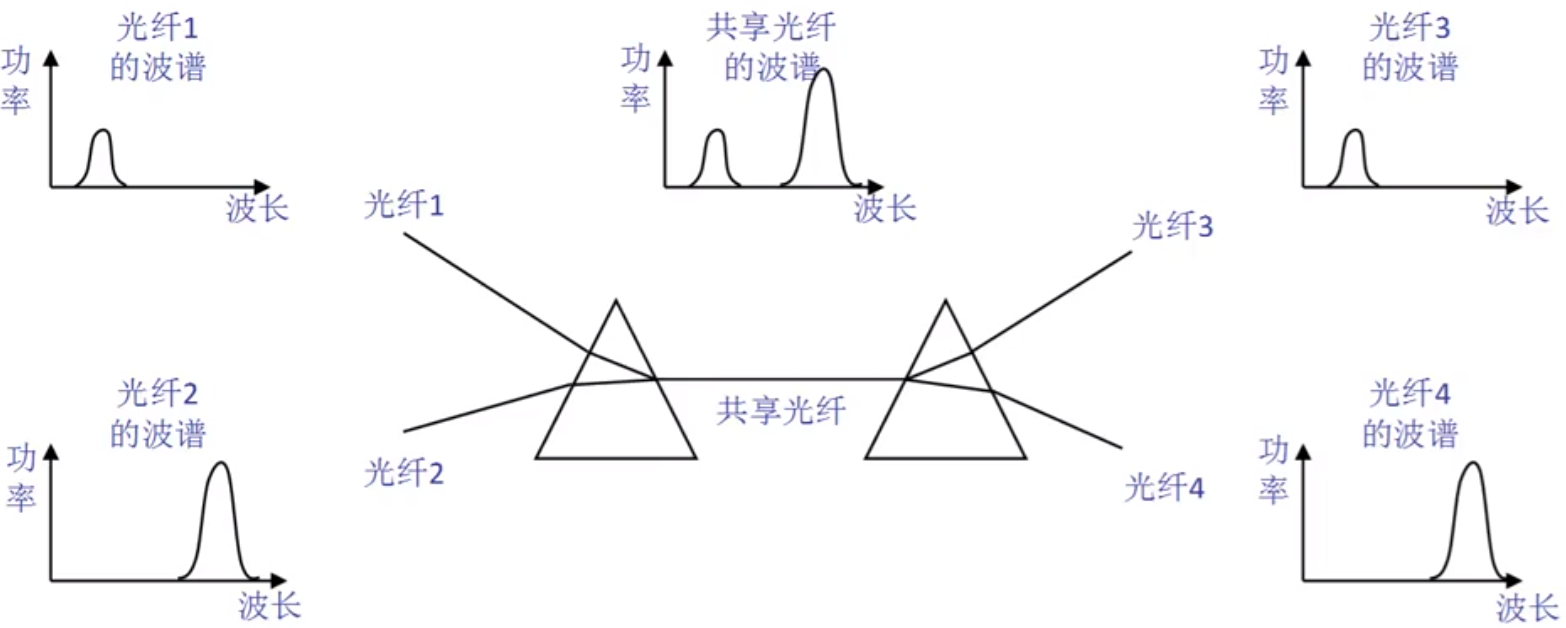 光纤1
的波谱
功
率
波长
共享光纤
的波谱
功
率
波长
光纤3
的波谱
功
率
波长
光纤1
光纤3
共享光纤
光纤2
光纤4
光纤2
的波谱
功
率
波长
光纤4
的波谱
功
率
波长